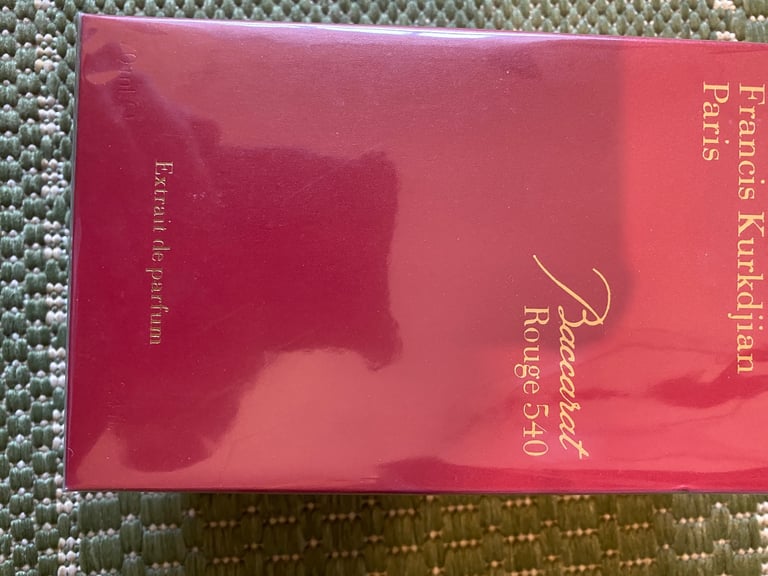 Francis Kurkdjian
Paris
Baccarat
Rouge 540
Extrait de parfum